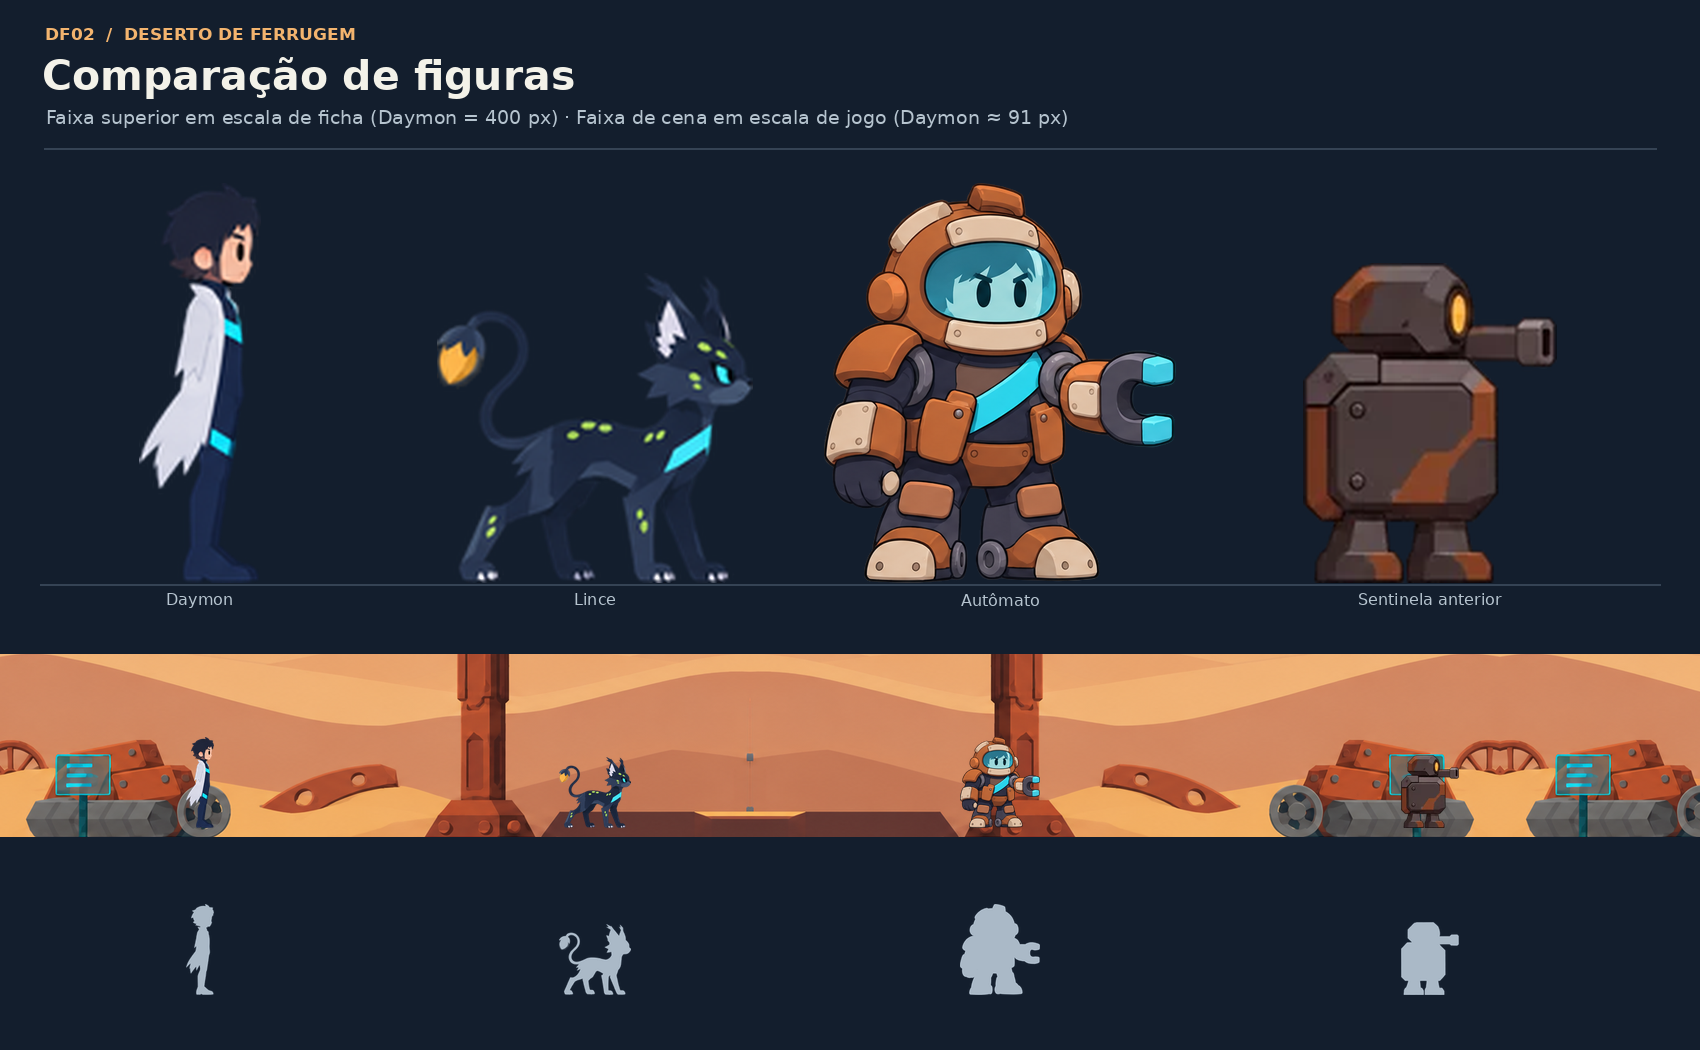 DF02 / DESERTO DE FERRUGEM
Comparação de figuras
Faixa superior em escala de ficha (Daymon = 400 px) · Faixa de cena em escala de jogo (Daymon ≈ 91 px)
Daymon
Lince
Autômato
Sentinela anterior